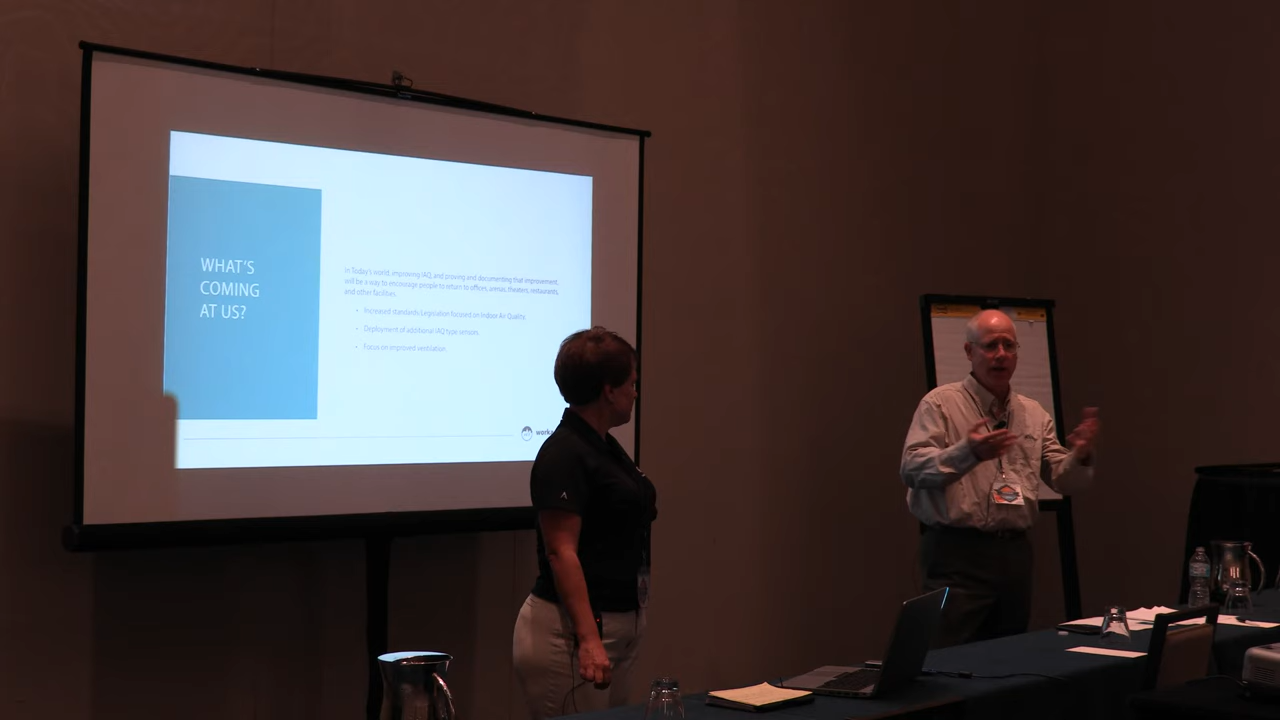 WHAT'S
COMING
AT US?
In Today's world, improving IAQ, and proving and documenting that improvement,
will be a way to encourage people to return to offices, arenas, theaters, restaurants,
and other facilities.
• Increased standards/Legislation focused on Indoor Air Quality.
• Deployment of additional IAQ type sensors.
• Focus on improved ventilation.